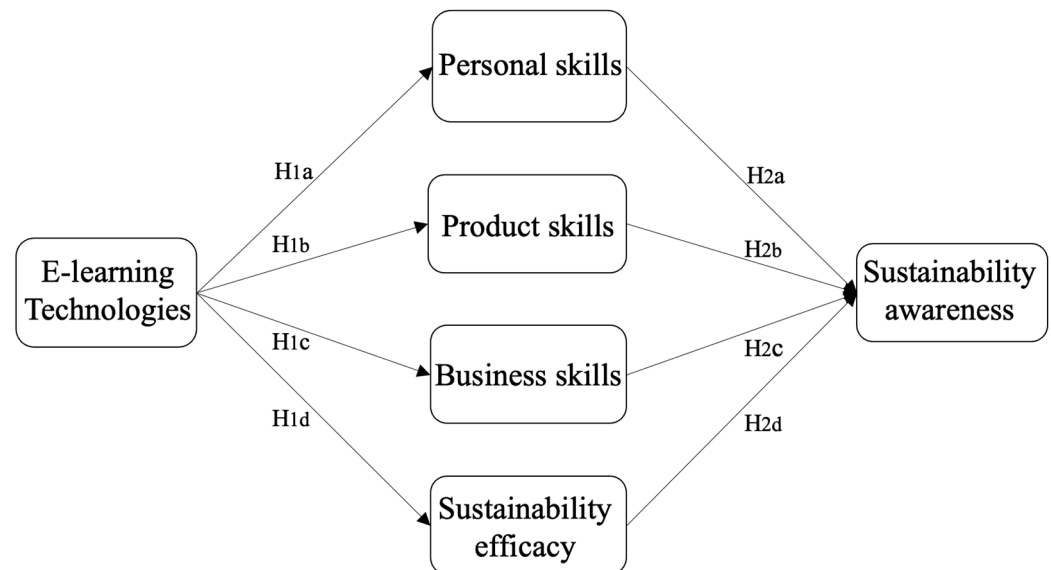 Personal skills
H1a
H2a
Product skills
H1b
H2b
E-learning
Technologies
Sustainability
awareness
H1c
H2c
Business skills
H1d
H2d
Sustainability
efficacy